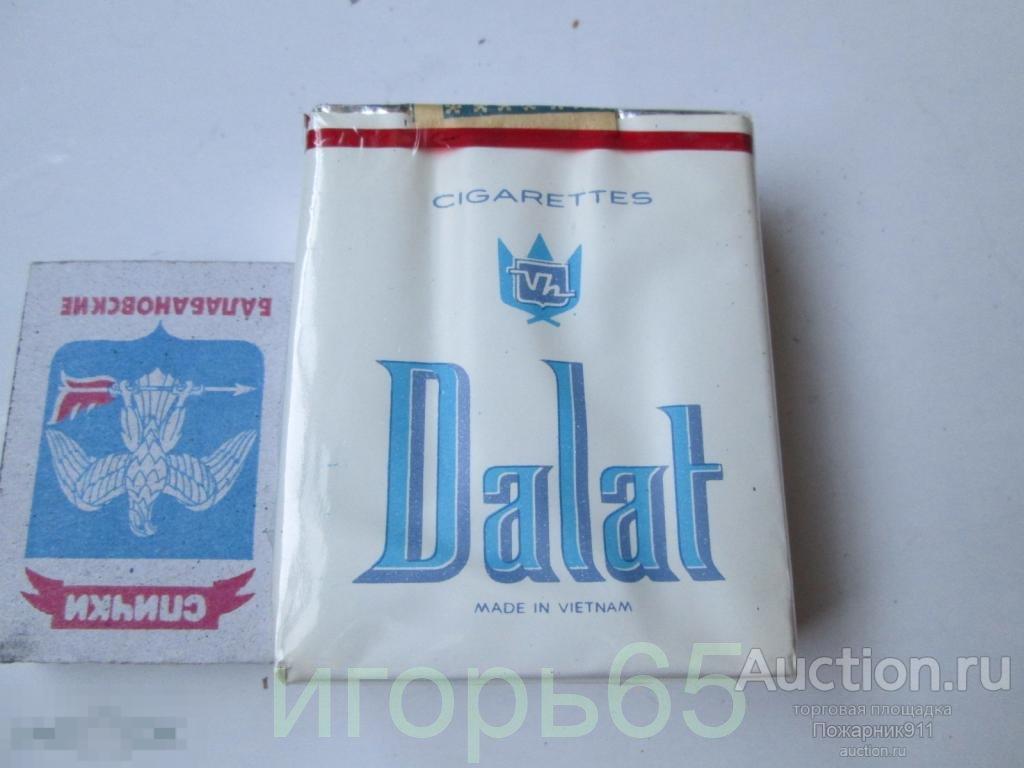 CIGARETTES
Vh
Dalat
MADE IN VIETNAM
БАЛАБАНОВСКИЕ
СПИЧКИ
игорь65
Auction.ru
торговая площадка
Пожарник911
auction.ru